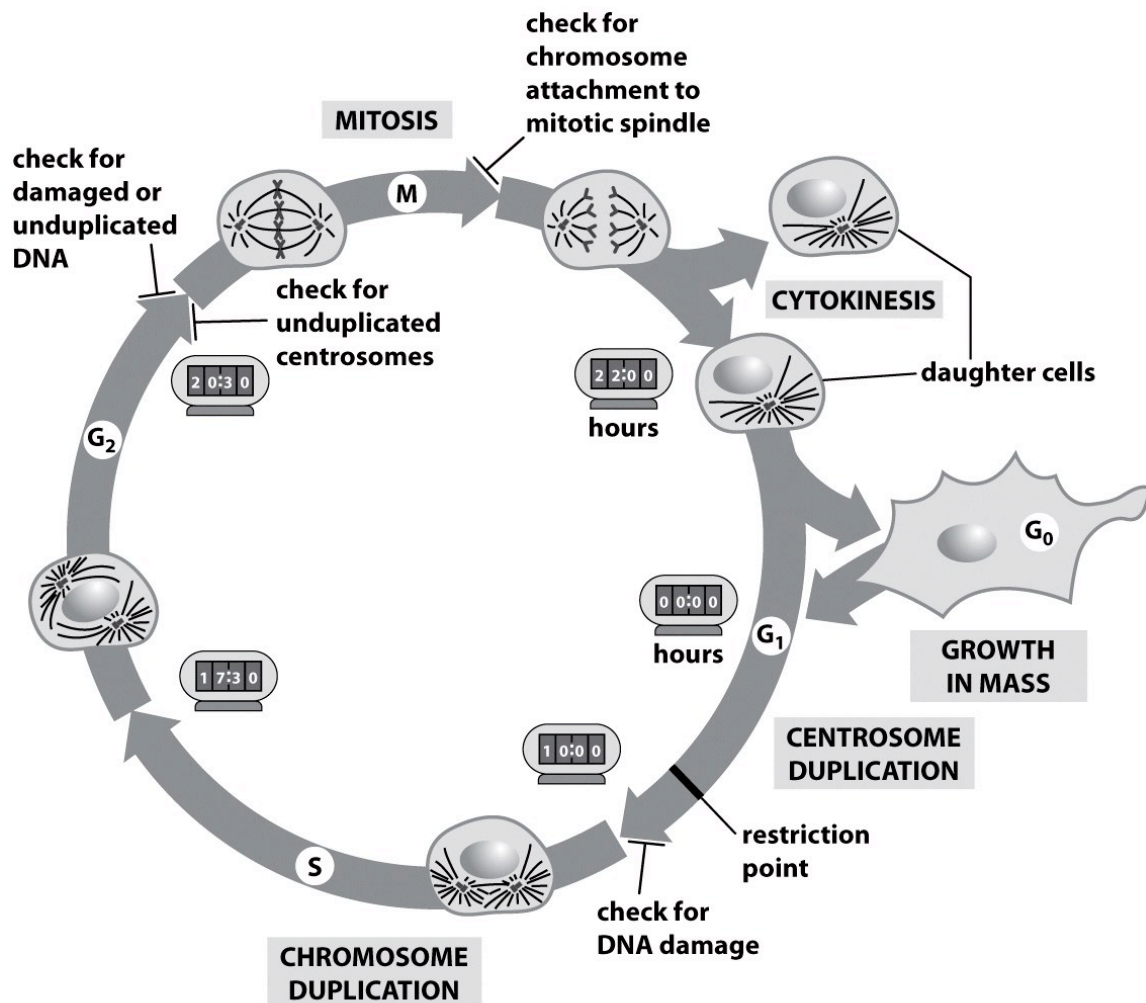 check for
chromosome
attachment to
mitotic spindle
MITOSIS
check for
damaged or
unduplicated
DNA
M
check for
unduplicated
centrosomes
CYTOKINESIS
daughter cells
20:30
22:00
hours
G₂
G₀
00:00
hours
G₁
GROWTH
IN MASS
17:30
10:00
CENTROSOME
DUPLICATION
restriction
point
S
check for
DNA damage
CHROMOSOME
DUPLICATION